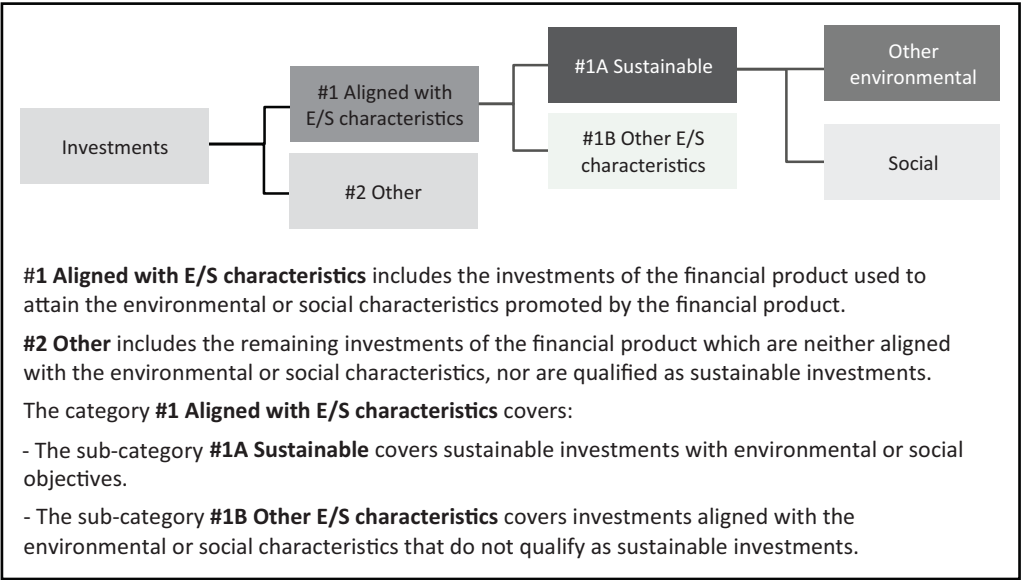 Investments
#1 Aligned with
E/S characteristics
#2 Other
#1A Sustainable
#1B Other E/S
characteristics
Other
environmental
Social
#1 Aligned with E/S characteristics includes the investments of the financial product used to
attain the environmental or social characteristics promoted by the financial product.
#2 Other includes the remaining investments of the financial product which are neither aligned
with the environmental or social characteristics, nor are qualified as sustainable investments.
The category #1 Aligned with E/S characteristics covers:
- The sub-category #1A Sustainable covers sustainable investments with environmental or social
objectives.
- The sub-category #1B Other E/S characteristics covers investments aligned with the
environmental or social characteristics that do not qualify as sustainable investments.